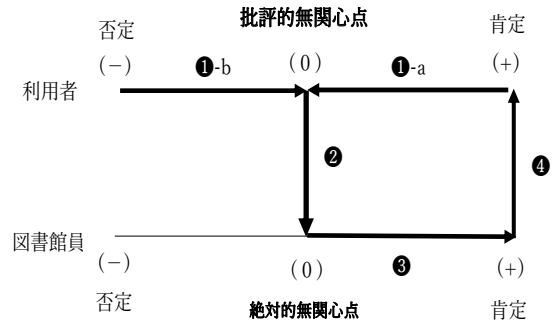 否定 批評的無関心点 肯定
(－) ❶-b (0) ❶-a (+)
利用者
❷ ❹
図書館員
(－) (0) ❸ (+)
否定 絶対的無関心点 肯定